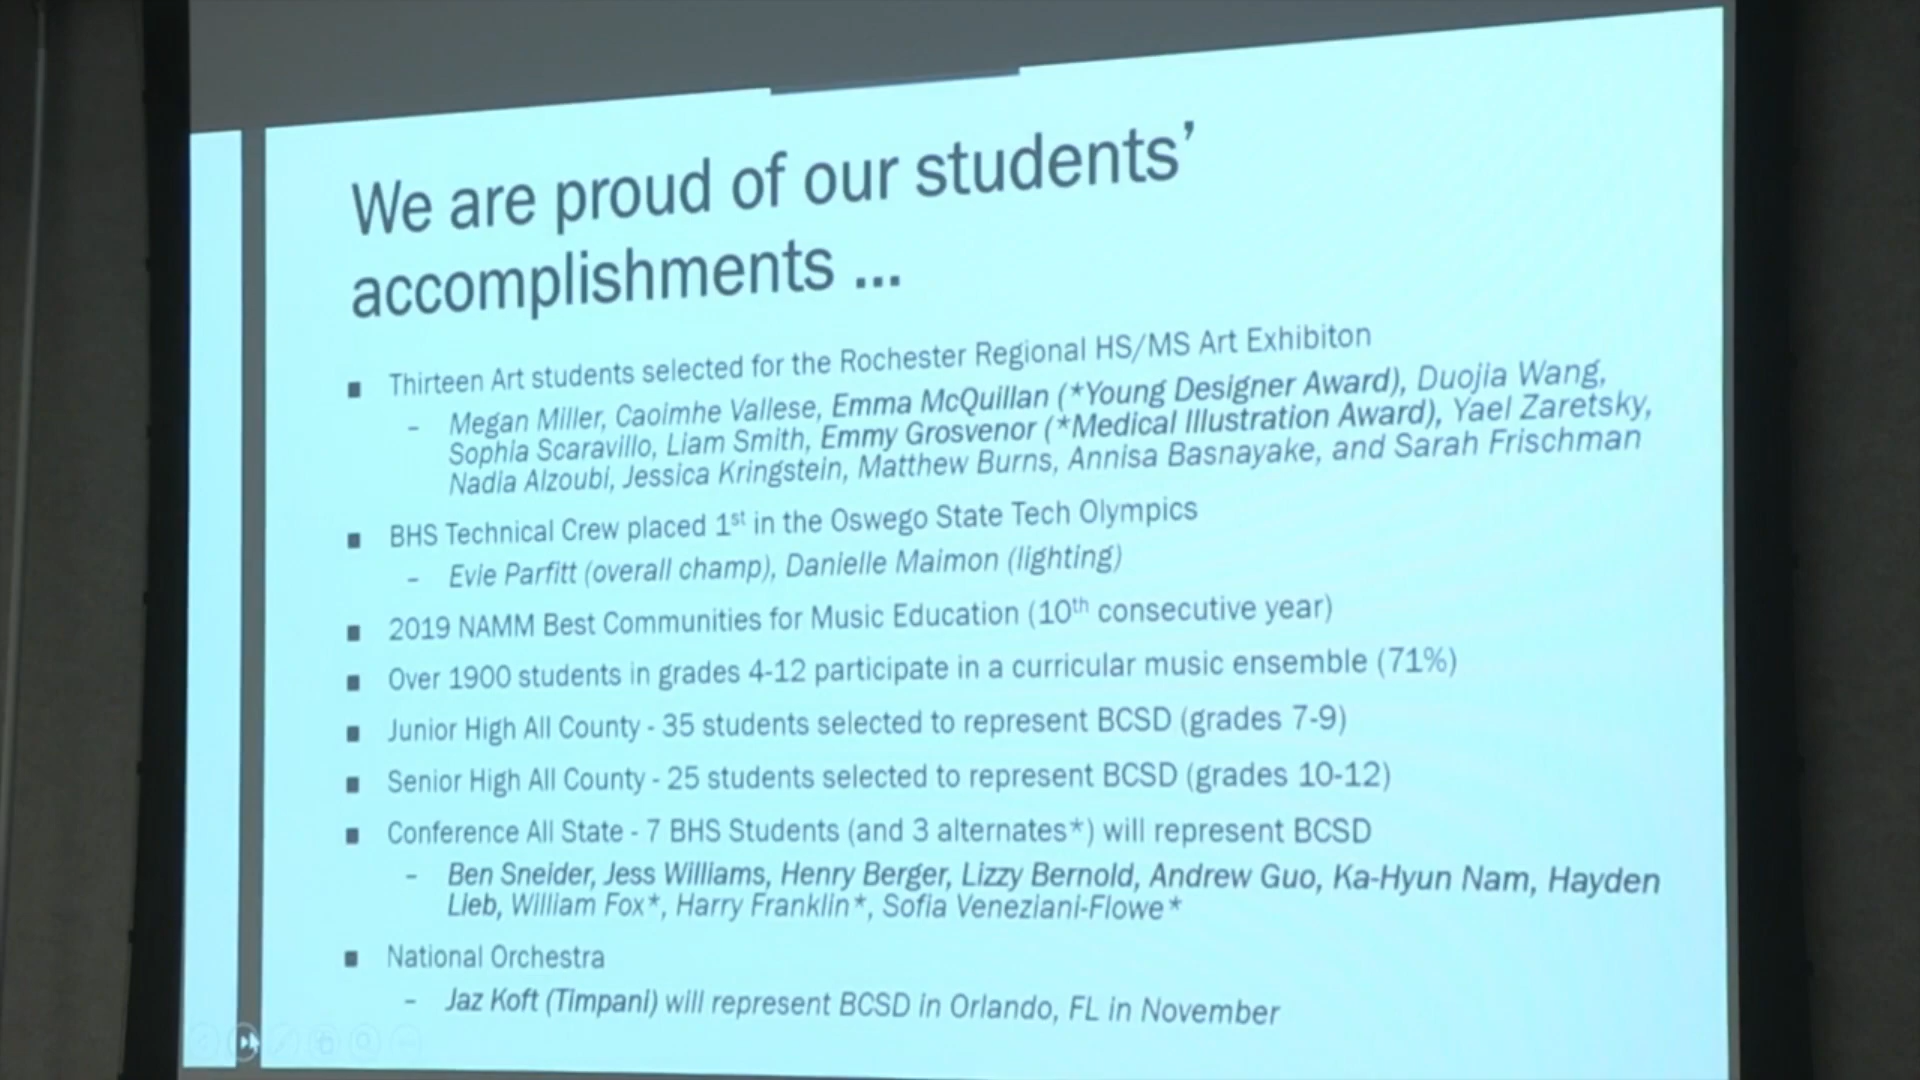 We are proud of our students’
accomplishments ...
Thirteen Art students selected for the Rochester Regional HS/MS Art Exhibiton
– Megan Miller, Caoimhe Vallese, Emma McQuillan (*Young Designer Award), Duojia Wang,
Sophia Scaravillo, Liam Smith, Emmy Grosvenor (*Medical Illustration Award), Yael Zaretsky,
Nadia Alzoubi, Jessica Kringstein, Matthew Burns, Annisa Basnayake, and Sarah Frischman
BHS Technical Crew placed 1st in the Oswego State Tech Olympics
– Evie Parfitt (overall champ), Danielle Maimon (lighting)
2019 NAMM Best Communities for Music Education (10th consecutive year)
Over 1900 students in grades 4-12 participate in a curricular music ensemble (71%)
Junior High All County - 35 students selected to represent BCSD (grades 7-9)
Senior High All County - 25 students selected to represent BCSD (grades 10-12)
Conference All State - 7 BHS Students (and 3 alternates*) will represent BCSD
– Ben Sneider, Jess Williams, Henry Berger, Lizzy Bernold, Andrew Guo, Ka-Hyun Nam, Hayden
Lieb, William Fox*, Harry Franklin*, Sofia Veneziani-Flowe*
National Orchestra
– Jaz Koft (Timpani) will represent BCSD in Orlando, FL in November